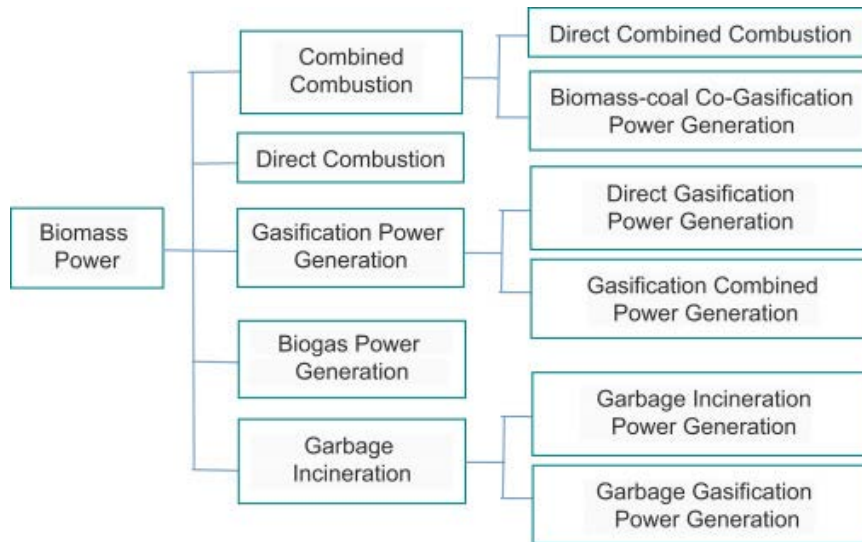 Biomass
Power
Combined
Combustion
Direct Combustion
Gasification Power
Generation
Biogas Power
Generation
Garbage
Incineration
Direct Combined Combustion
Biomass-coal Co-Gasification
Power Generation
Direct Gasification
Power Generation
Gasification Combined
Power Generation
Garbage Incineration
Power Generation
Garbage Gasification
Power Generation